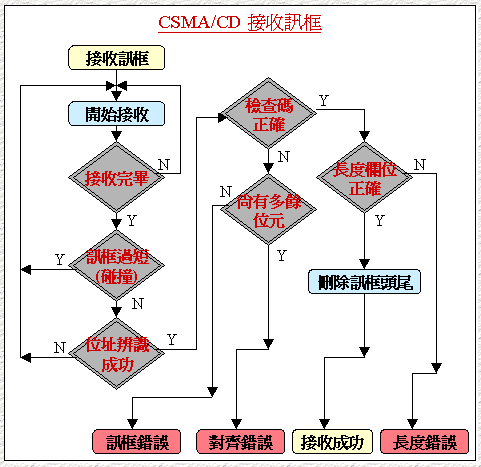 CSMA/CD 接收訊框
接收訊框
開始接收
接收完畢
N
Y
訊框過短
(碰撞)
Y
N
位址辨識
成功
N
Y
檢查碼
正確
Y
N
尚有多餘
位元
N
Y
長度欄位
正確
N
Y
刪除訊框頭尾
訊框錯誤
對齊錯誤
接收成功
長度錯誤